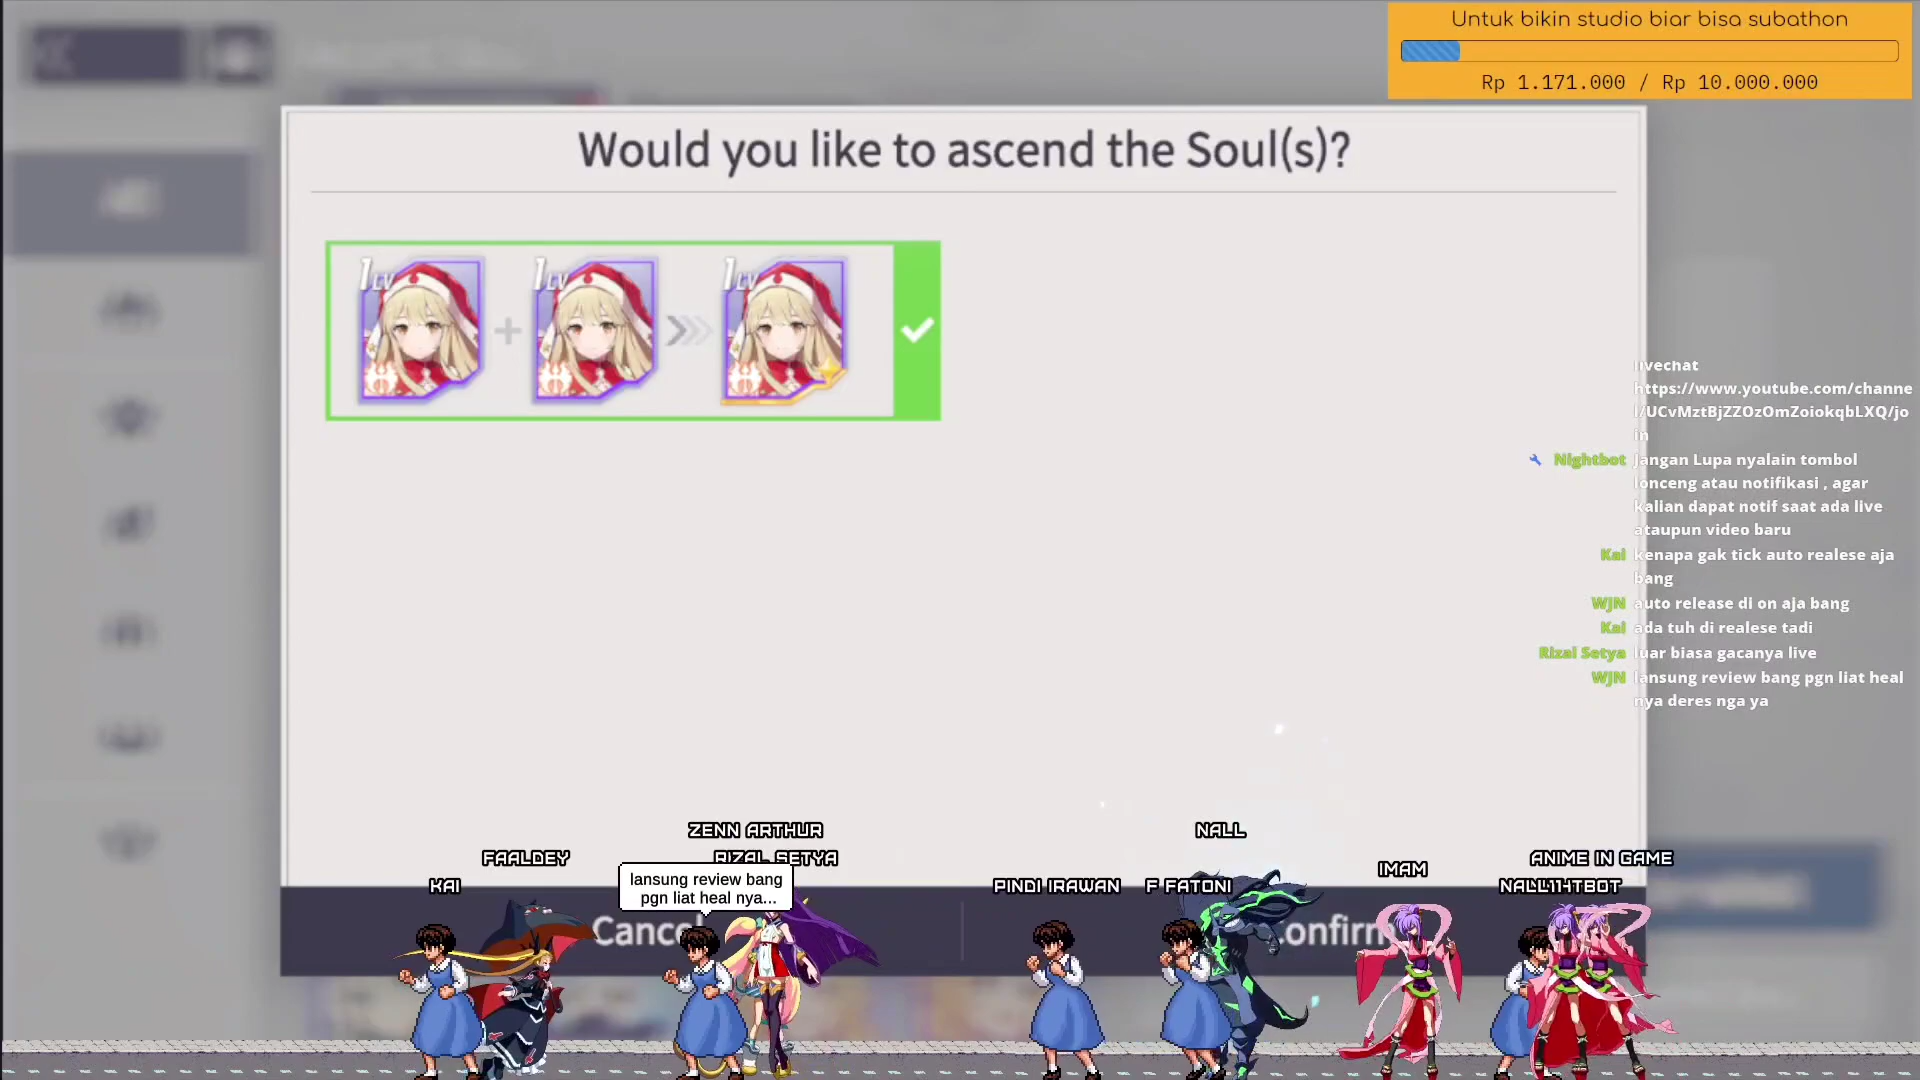 Untuk bikin studio biar bisa subathon
Rp 1.171.000 / Rp 10.000.000
Would you like to ascend the Soul(s)?
1LV
1LV
1LV
livechat
https://www.youtube.com/channe
l/UCvMztBjZZOzOmZoiokqbLXQ/jo
in
Nightbot Jangan Lupa nyalain tombol
lonceng atau notifikasi , agar
kalian dapat notif saat ada live
ataupun video baru
Kai kenapa gak tick auto realese aja
bang
WJN auto release di on aja bang
Kai ada tuh di realese tadi
Rizal Setya luar biasa gacanya live
WJN lansung review bang pgn liat heal
nya deres nga ya
ZENN ARTHUR
NALL
FAALDEY
RIZAL SETYA
ANIME IN GAME
IMAM
KAI
lansung review bang
pgn liat heal nya...
PINDI IRAWAN
F FATONI
Cancel
Confirm